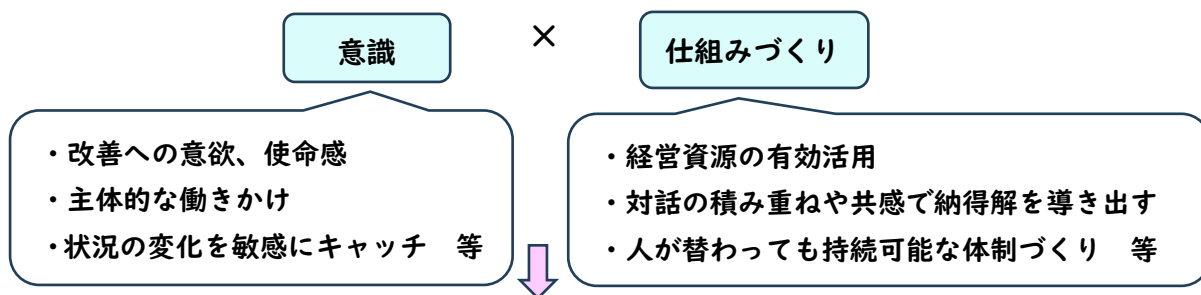 意識
×
仕組みづくり
・改善への意欲、使命感
・主体的な働きかけ
・状況の変化を敏感にキャッチ　等
・経営資源の有効活用
・対話の積み重ねや共感で納得解を導き出す
・人が替わっても持続可能な体制づくり　等